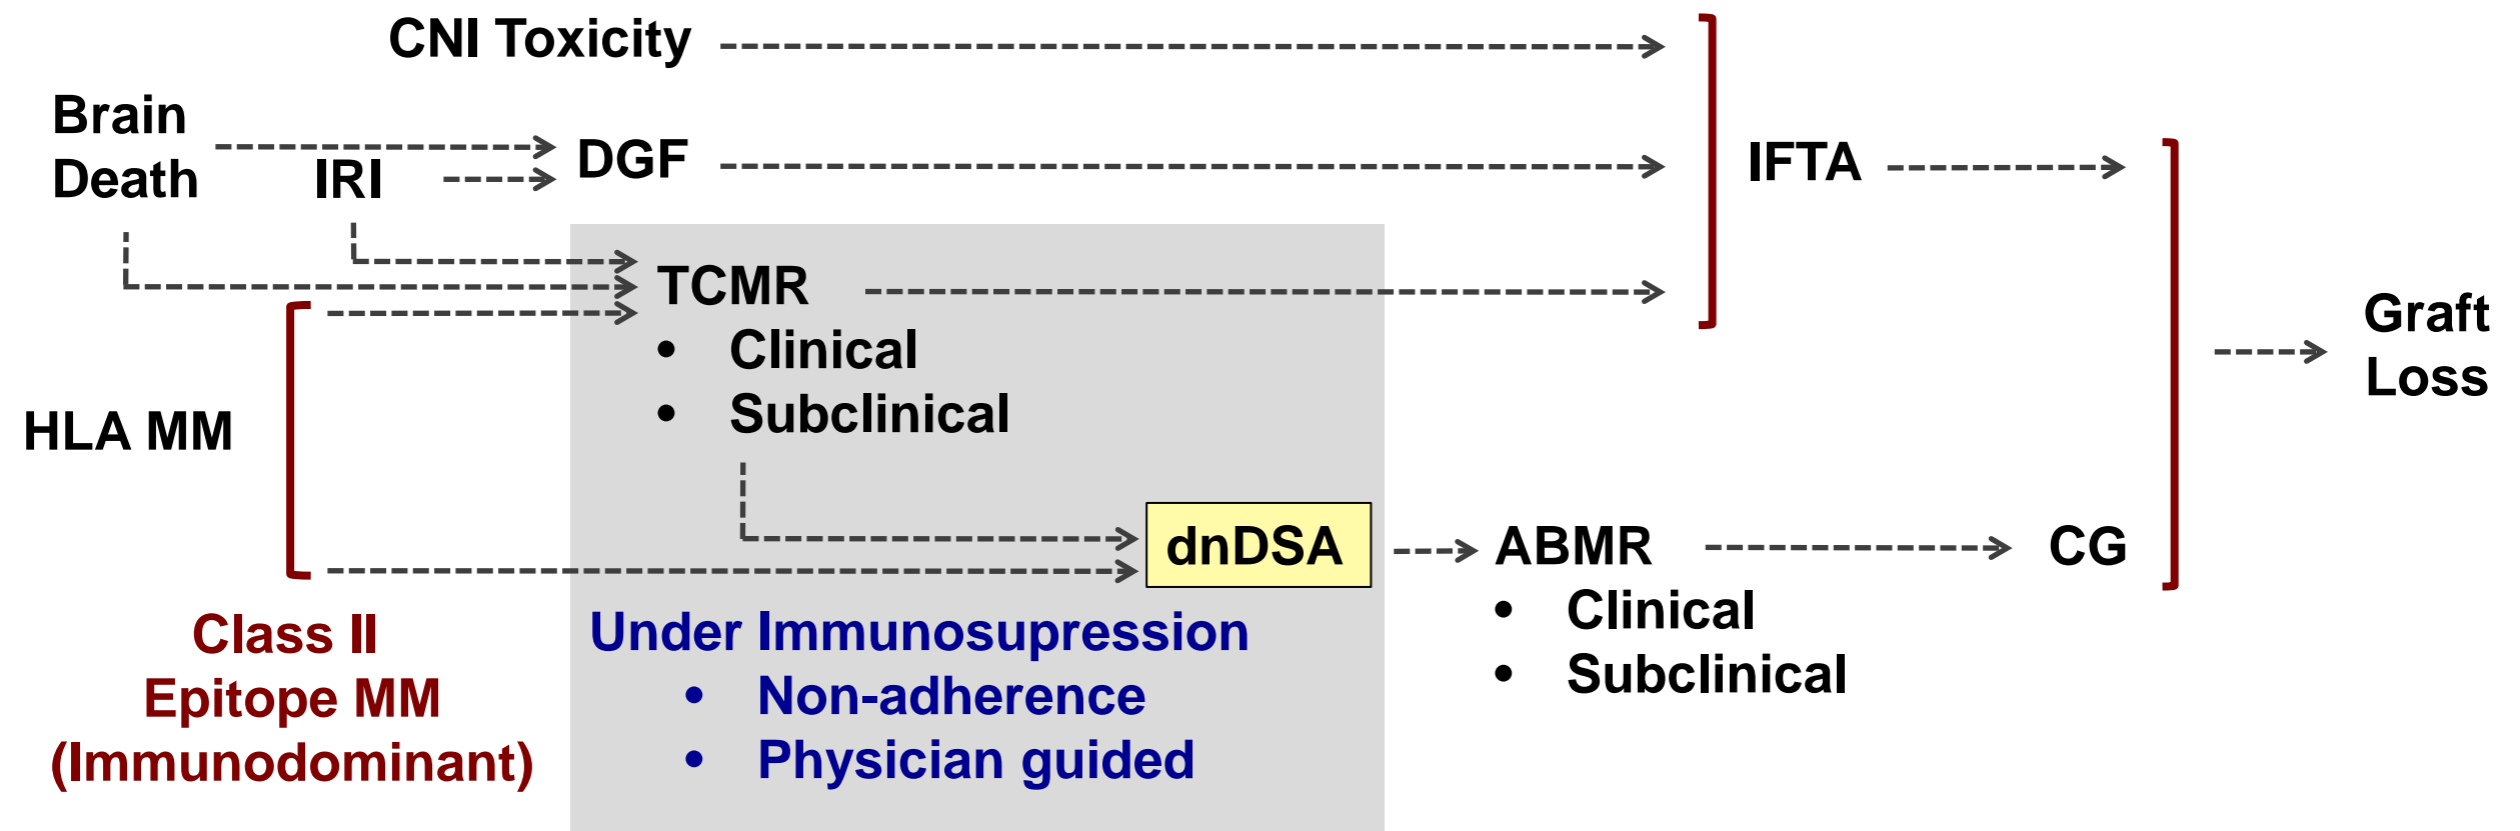 CNI Toxicity
Brain
Death
IRI
DGF
IFTA
TCMR
• Clinical
• Subclinical
Graft
Loss
HLA MM
dnDSA
ABMR
• Clinical
• Subclinical
CG
Class II
Epitope MM
(Immunodominant)
Under Immunosupression
• Non-adherence
• Physician guided